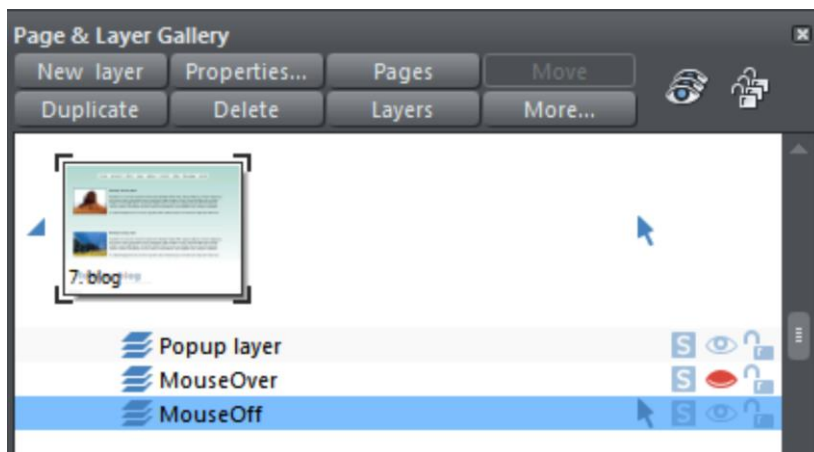 Page & Layer Gallery
New layer Properties... Pages Move
Duplicate Delete Layers More...
7. blog
Popup layer S
MouseOver S
MouseOff S